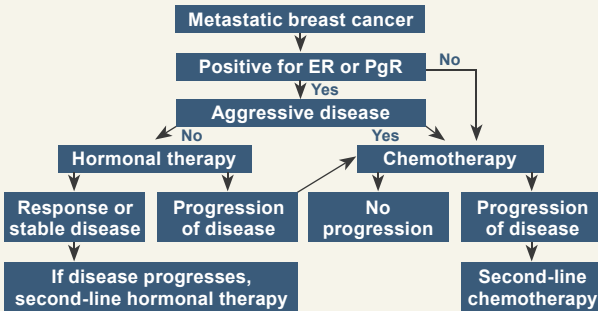 Metastatic breast cancer
Positive for ER or PgR
No
Yes
Aggressive disease
No
Yes
Hormonal therapy
Chemotherapy
Response or
stable disease
Progression
of disease
No
progression
Progression
of disease
If disease progresses,
second-line hormonal therapy
Second-line
chemotherapy